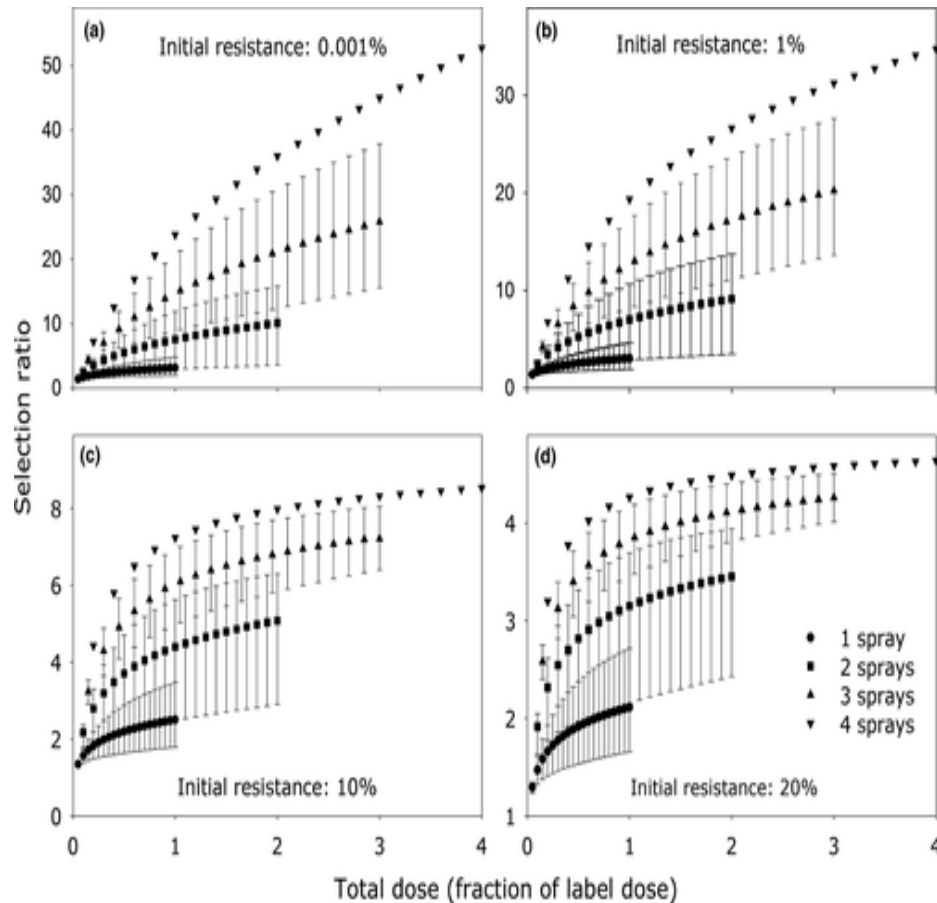 (a)
Initial resistance: 0.001%
(b)
Initial resistance: 1%
50
40
30
20
10
0
30
20
10
0
Selection ratio
(c)
Initial resistance: 10%
(d)
Initial resistance: 20%
8
6
4
2
0
4
3
2
1
1 spray
2 sprays
3 sprays
4 sprays
0 1 2 3 4
0 1 2 3 4
Total dose (fraction of label dose)